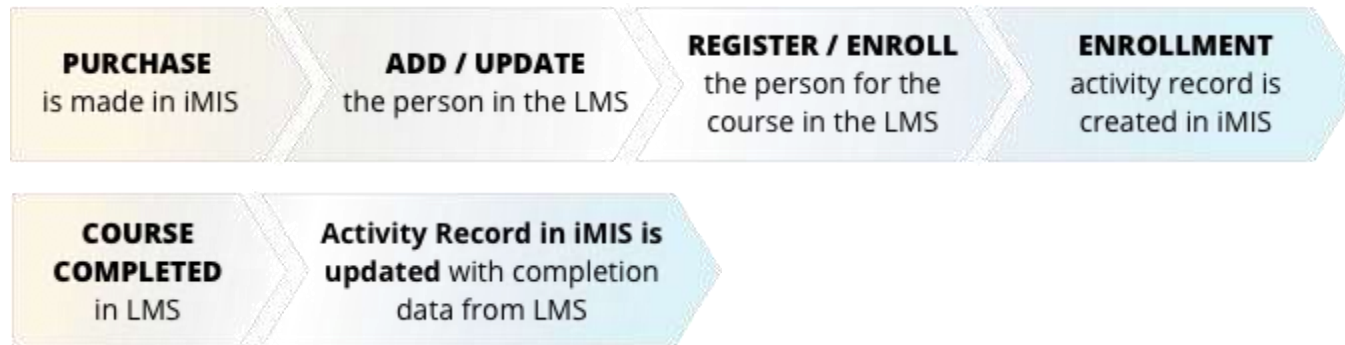 PURCHASE
is made in iMIS
ADD / UPDATE
the person in the LMS
REGISTER / ENROLL
the person for the
course in the LMS
ENROLLMENT
activity record is
created in iMIS
COURSE
COMPLETED
in LMS
Activity Record in iMIS is
updated with completion
data from LMS